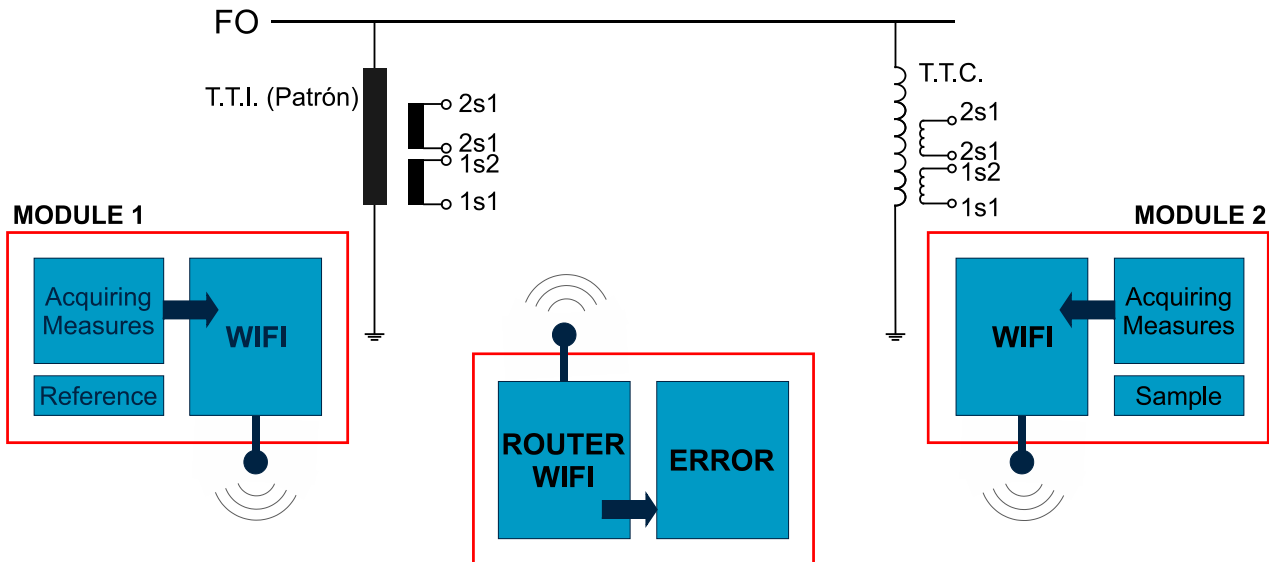 FO
T.T.I. (Patrón)
2s1
2s1
1s2
1s1
T.T.C.
2s1
2s1
1s2
1s1
MODULE 1
Acquiring
Measures
WIFI
Reference
ROUTER
WIFI
ERROR
MODULE 2
WIFI
Acquiring
Measures
Sample